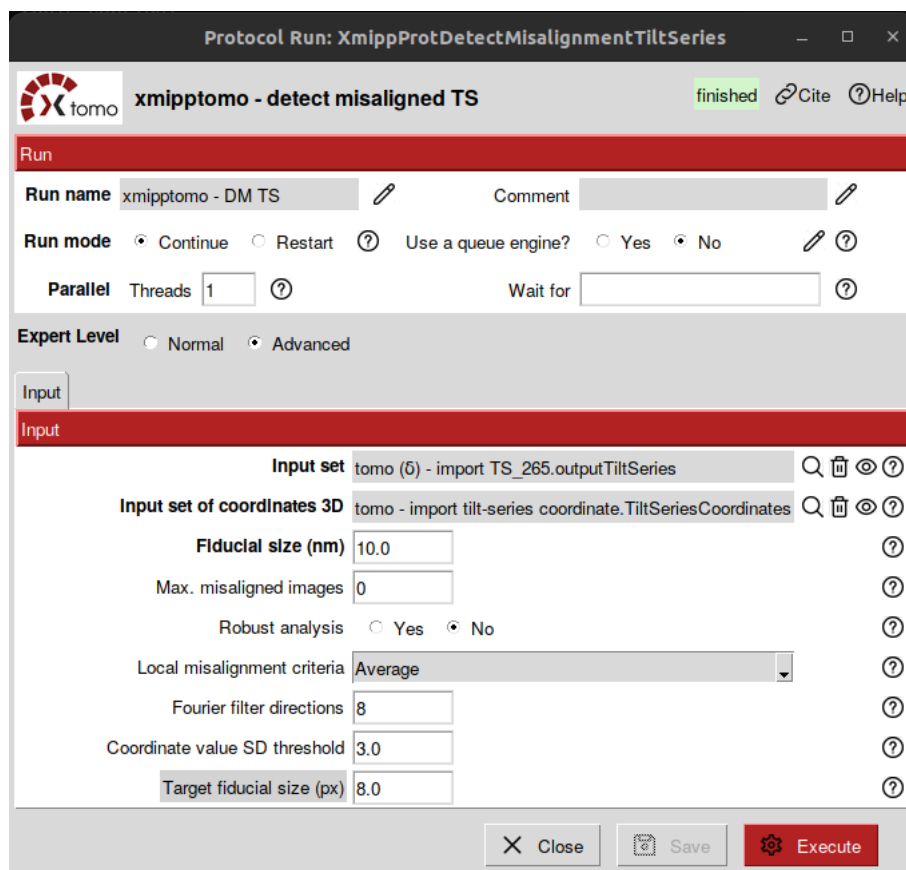 Protocol Run: XmippProtDetectMisalignmentTiltSeries
tomo xmipptomo - detect misaligned TS finished Cite Help
Run
Run name xmipptomo - DM TS Comment
Run mode Continue Restart Use a queue engine? Yes No
Parallel Threads 1 Wait for
Expert Level Normal Advanced
Input
Input
Input set tomo (δ) - import TS_265.outputTiltSeries
Input set of coordinates 3D tomo - import tilt-series coordinate.TiltSeriesCoordinates
Fiducial size (nm) 10.0
Max. misaligned images 0
Robust analysis Yes No
Local misalignment criteria Average
Fourier filter directions 8
Coordinate value SD threshold 3.0
Target fiducial size (px) 8.0
Close Save Execute